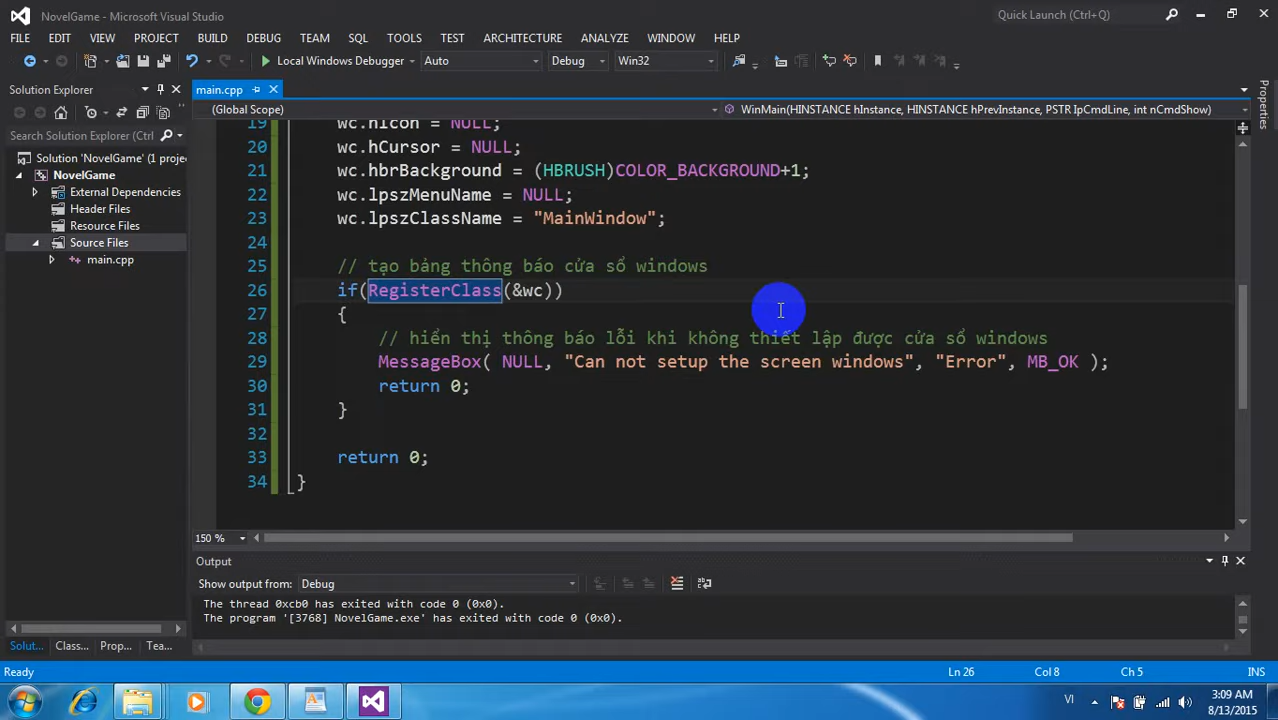 NovelGame - Microsoft Visual Studio
Quick Launch (Ctrl+Q)
FILE EDIT VIEW PROJECT BUILD DEBUG TEAM SQL TOOLS TEST ARCHITECTURE ANALYZE WINDOW HELP
Local Windows Debugger Auto Debug Win32
Solution Explorer
main.cpp
Properties
(Global Scope)
WinMain(HINSTANCE hInstance, HINSTANCE hPrevInstance, PSTR lpCmdLine, int nCmdShow)
Search Solution Explorer (Ctrl
Solution 'NovelGame' (1 projec
NovelGame
External Dependencies
Header Files
Resource Files
Source Files
main.cpp
19 wc.hIcon = NULL;
20 wc.hCursor = NULL;
21 wc.hbrBackground = (HBRUSH)COLOR_BACKGROUND+1;
22 wc.lpszMenuName = NULL;
23 wc.lpszClassName = "MainWindow";
24
25 // tạo bảng thông báo cửa sổ windows
26 if(RegisterClass(&wc))
27 {
28 // hiển thị thông báo lỗi khi không thiết lập được cửa sổ windows
29 MessageBox( NULL, "Can not setup the screen windows", "Error", MB_OK );
30 return 0;
31 }
32
33 return 0;
34 }
150 %
Output
Show output from: Debug
The thread 0xcb0 has exited with code 0 (0x0).
The program '[3768] NovelGame.exe' has exited with code 0 (0x0).
Solut... Class... Prop... Tea...
Ready
Ln 26 Col 8 Ch 5 INS
VI
3:09 AM
8/13/2015